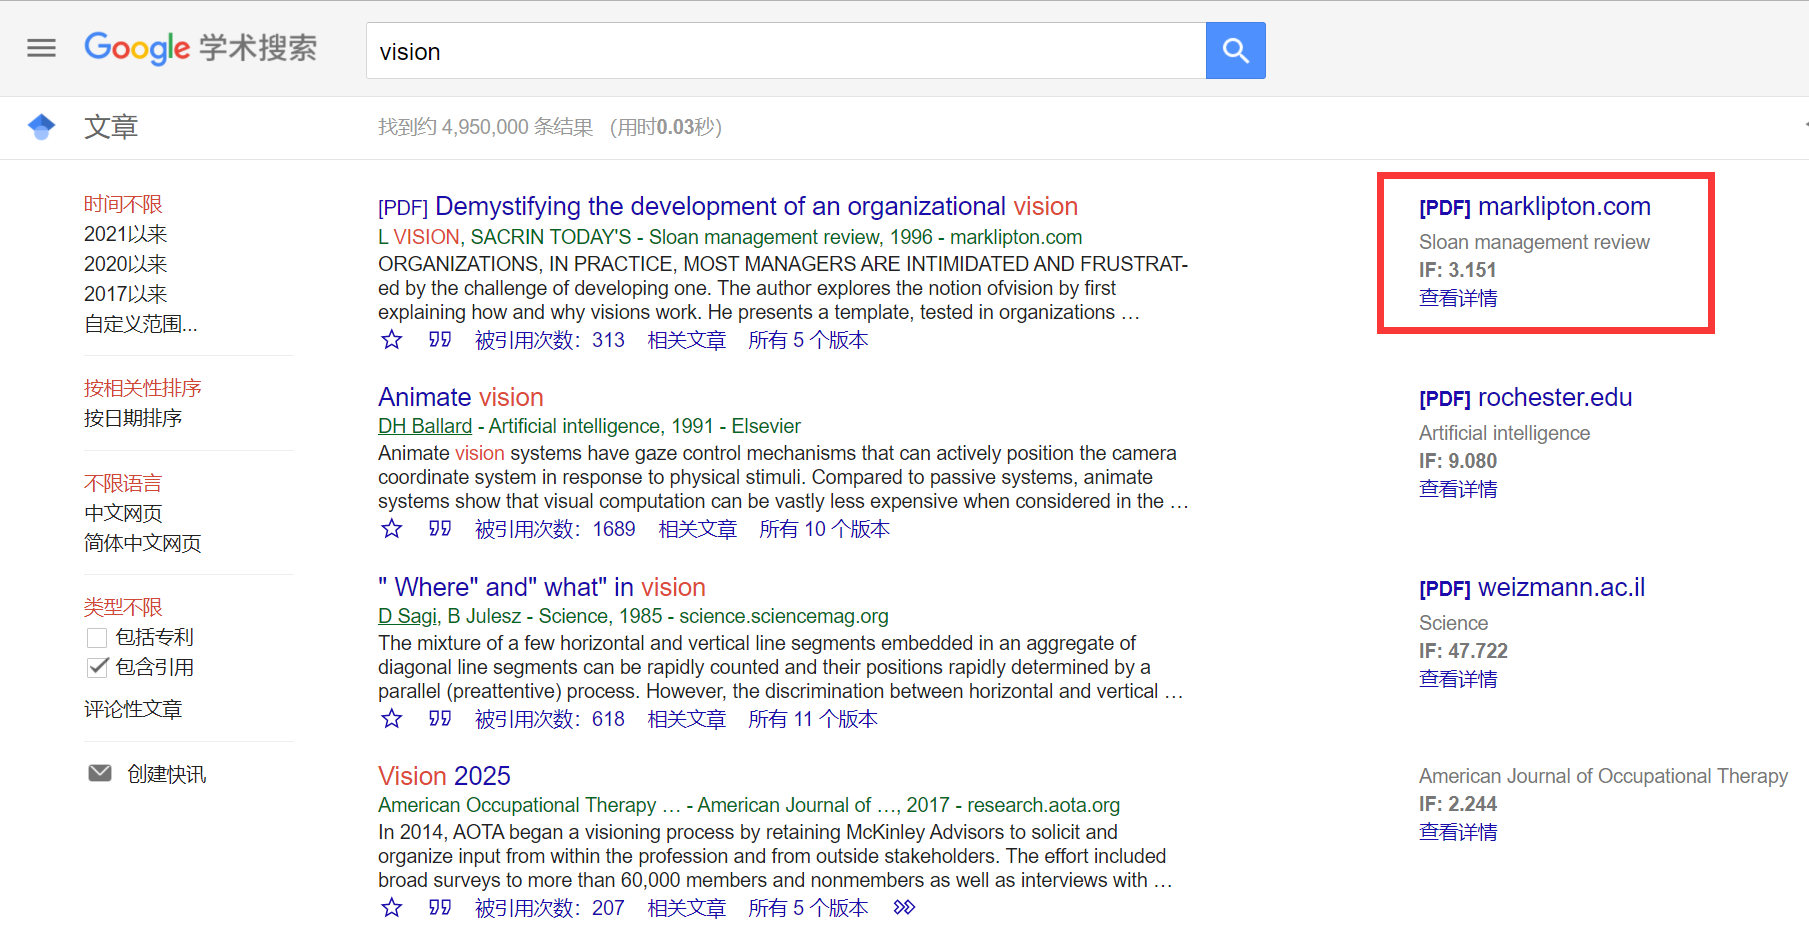 Google 学术搜索
vision
文章
找到约 4,950,000 条结果 (用时0.03秒)
时间不限
2021以来
2020以来
2017以来
自定义范围...
按相关性排序
按日期排序
不限语言
中文网页
简体中文网页
类型不限
包括专利
包含引用
评论性文章
创建快讯
[PDF] Demystifying the development of an organizational vision
L VISION, SACRIN TODAY'S - Sloan management review, 1996 - marklipton.com
ORGANIZATIONS, IN PRACTICE, MOST MANAGERS ARE INTIMIDATED AND FRUSTRAT-
ed by the challenge of developing one. The author explores the notion ofvision by first
explaining how and why visions work. He presents a template, tested in organizations …
被引用次数：313 相关文章 所有 5 个版本
[PDF] marklipton.com
Sloan management review
IF: 3.151
查看详情
Animate vision
DH Ballard - Artificial intelligence, 1991 - Elsevier
Animate vision systems have gaze control mechanisms that can actively position the camera
coordinate system in response to physical stimuli. Compared to passive systems, animate
systems show that visual computation can be vastly less expensive when considered in the …
被引用次数：1689 相关文章 所有 10 个版本
[PDF] rochester.edu
Artificial intelligence
IF: 9.080
查看详情
" Where" and" what" in vision
D Sagi, B Julesz - Science, 1985 - science.sciencemag.org
The mixture of a few horizontal and vertical line segments embedded in an aggregate of
diagonal line segments can be rapidly counted and their positions rapidly determined by a
parallel (preattentive) process. However, the discrimination between horizontal and vertical …
被引用次数：618 相关文章 所有 11 个版本
[PDF] weizmann.ac.il
Science
IF: 47.722
查看详情
Vision 2025
American Occupational Therapy … - American Journal of …, 2017 - research.aota.org
In 2014, AOTA began a visioning process by retaining McKinley Advisors to solicit and
organize input from within the profession and from outside stakeholders. The effort included
broad surveys to more than 60,000 members and nonmembers as well as interviews with …
被引用次数：207 相关文章 所有 5 个版本
American Journal of Occupational Therapy
IF: 2.244
查看详情